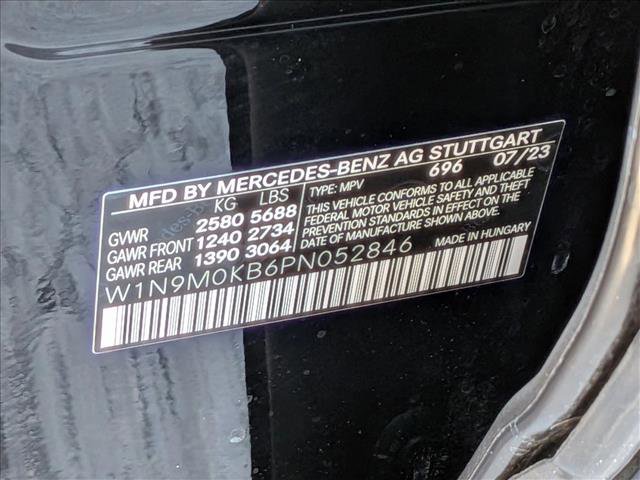 MFD BY MERCEDES-BENZ AG STUTTGART
KG LBS TYPE: MPV 696 07/23
GVWR 2580 5688
GAWR FRONT 1240 2734
GAWR REAR 1390 3064
THIS VEHICLE CONFORMS TO ALL APPLICABLE
FEDERAL MOTOR VEHICLE SAFETY AND THEFT
PREVENTION STANDARDS IN EFFECT ON THE
DATE OF MANUFACTURE SHOWN ABOVE.
W1N9M0KB6PN052846 MADE IN HUNGARY